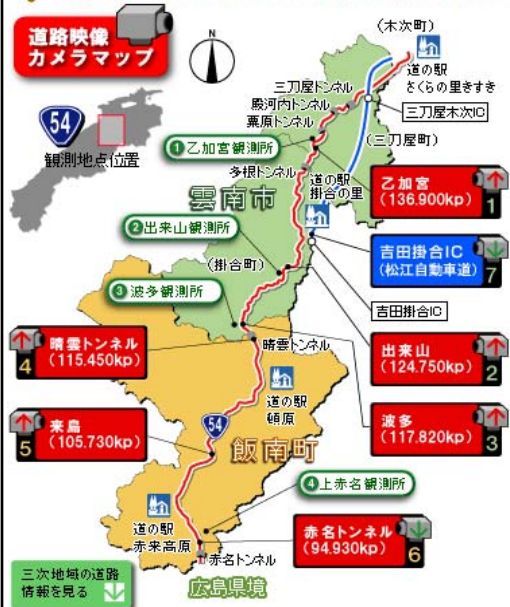 道路映像
カメラマップ
N
(木次町)
道の駅
さくらの里きすき
三刀屋トンネル
殿河内トンネル
粟原トンネル
三刀屋木次IC
54
観測地点位置
1 乙加宮観測所
(三刀屋町)
多根トンネル
道の駅
掛合の里
乙加宮
(136.900kp)
1
雲南市
2 出来山観測所
(掛合町)
吉田掛合IC
(松江自動車道)
7
3 波多観測所
吉田掛合IC
晴雲トンネル
(115.450kp)
4
晴雲トンネル
出来山
(124.750kp)
2
道の駅
頓原
来島
(105.730kp)
5
54
飯南町
波多
(117.820kp)
3
4 上赤名観測所
道の駅
赤来高原
赤名トンネル
(94.930kp)
6
赤名トンネル
三次地域の道路
情報を見る
広島県境